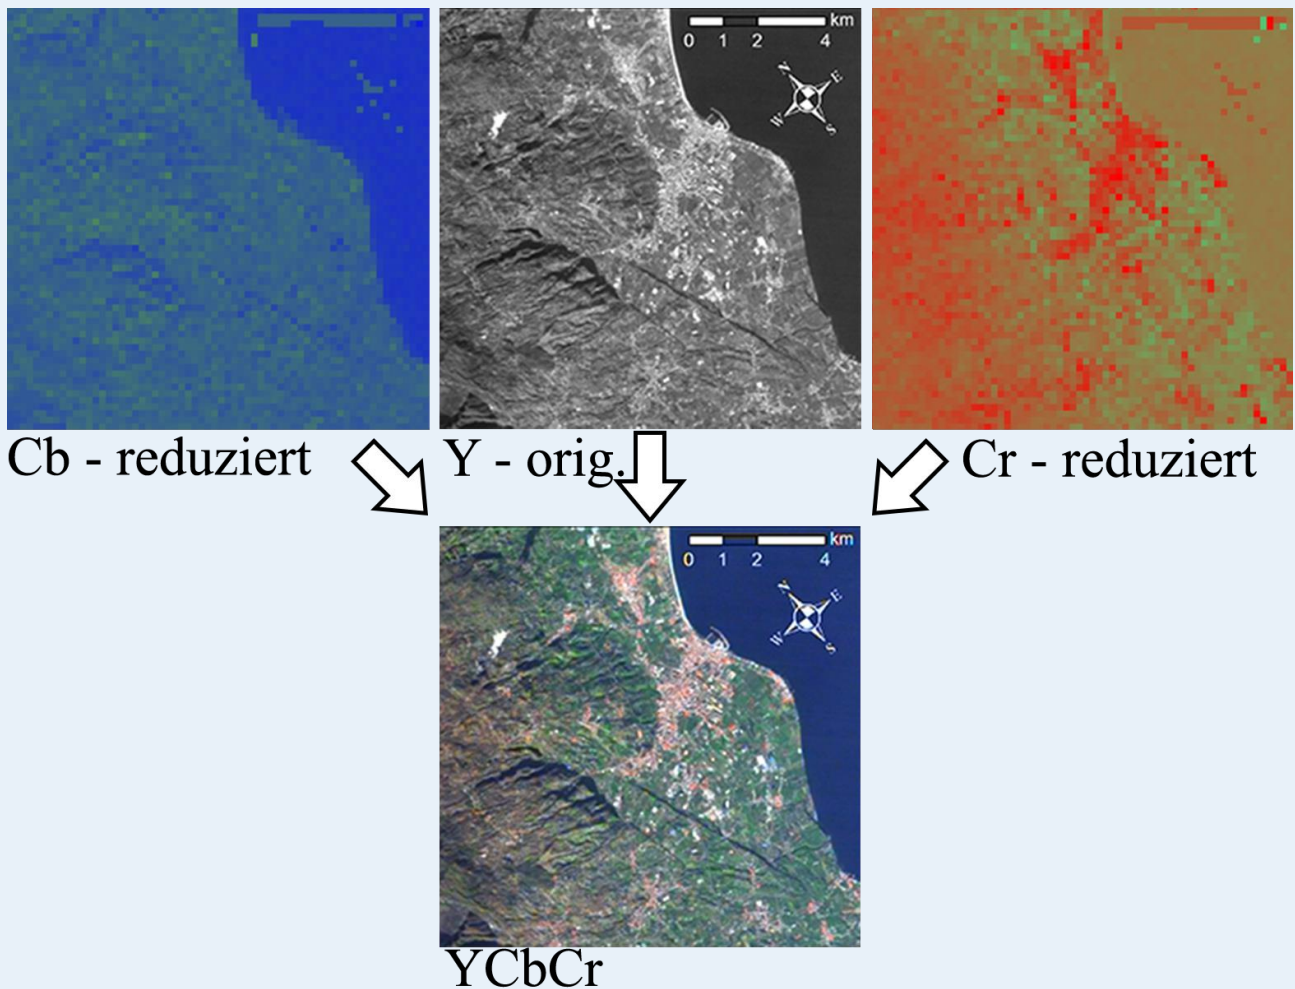 km
0 1 2 4
N
E
W
S
Cb - reduziert
Y - orig.
Cr - reduziert
km
0 1 2 4
N
E
W
S
YCbCr